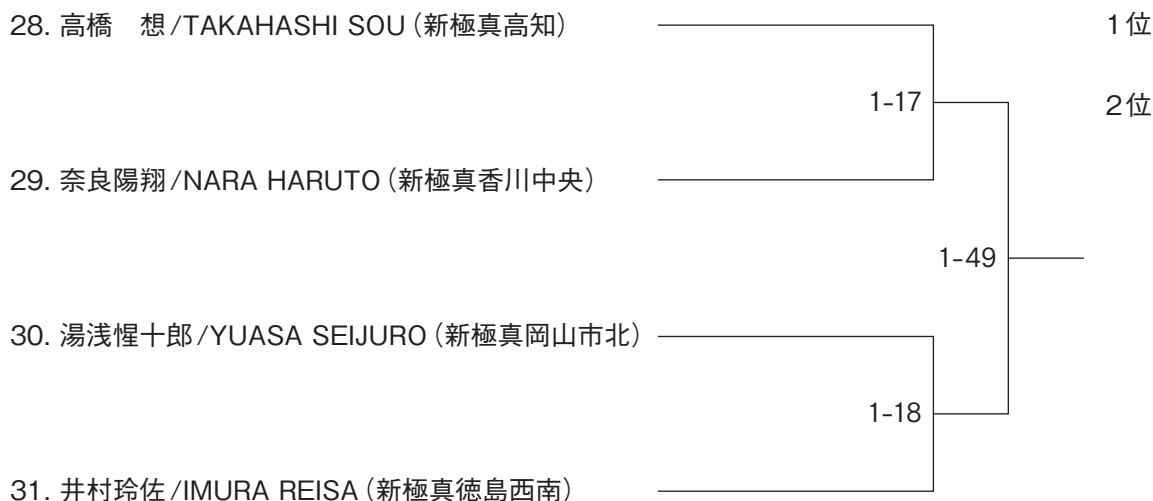 28. 高橋　想/TAKAHASHI SOU（新極真高知）
1位
1-17
2位
29. 奈良陽翔/NARA HARUTO（新極真香川中央）
1-49
30. 湯浅惺十郎/YUASA SEIJURO（新極真岡山市北）
1-18
31. 井村玲佐/IMURA REISA（新極真徳島西南）